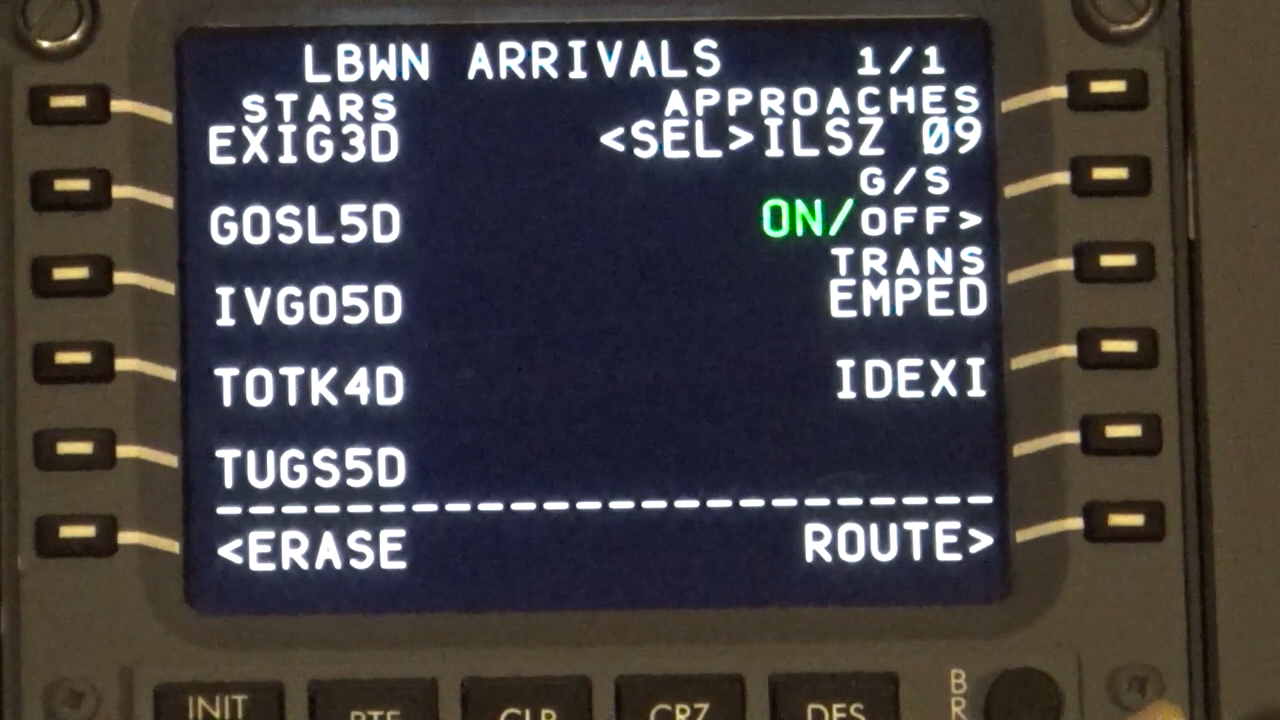 LBWN ARRIVALS 1/1
STARS APPROACHES
EXIG3D <SEL>ILSZ 09
G/S
GOSL5D ON/OFF>
TRANS
IVGO5D EMPED
TOTK4D IDEXI
TUGS5D
--------------------
<ERASE ROUTE>
INIT CRZ DES BR